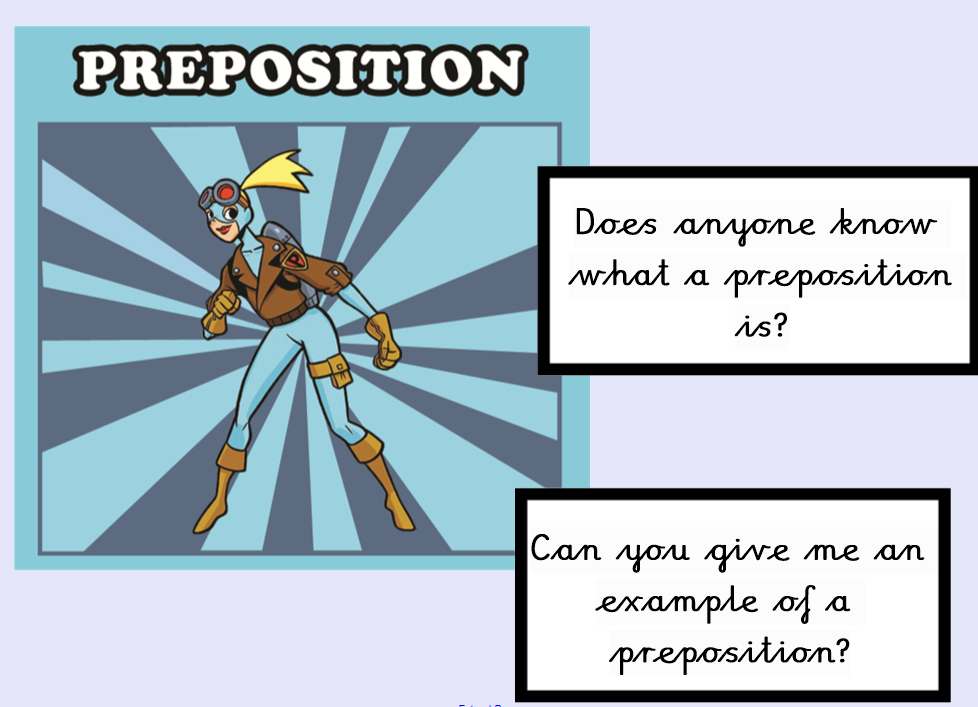 PREPOSITION
Does anyone know
what a preposition
is?
Can you give me an
example of a
preposition?